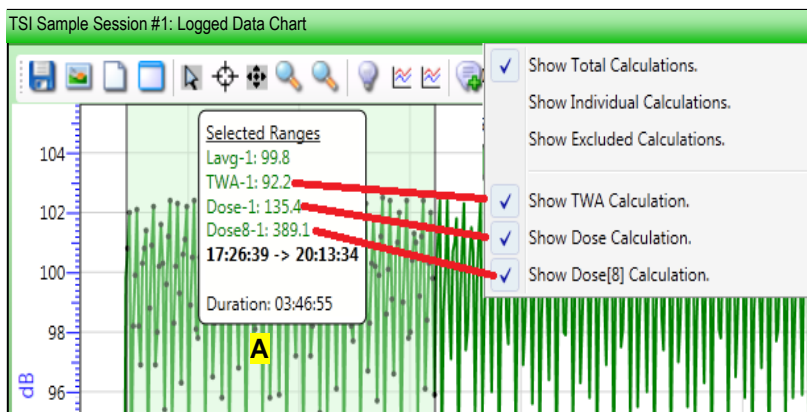 TSI Sample Session #1: Logged Data Chart
Show Total Calculations.
Show Individual Calculations.
Show Excluded Calculations.
Show TWA Calculation.
Show Dose Calculation.
Show Dose[8] Calculation.
Selected Ranges
Lavg-1: 99.8
TWA-1: 92.2
Dose-1: 135.4
Dose8-1: 389.1
17:26:39 -> 20:13:34
Duration: 03:46:55
A
104
102
100
98
96
dB